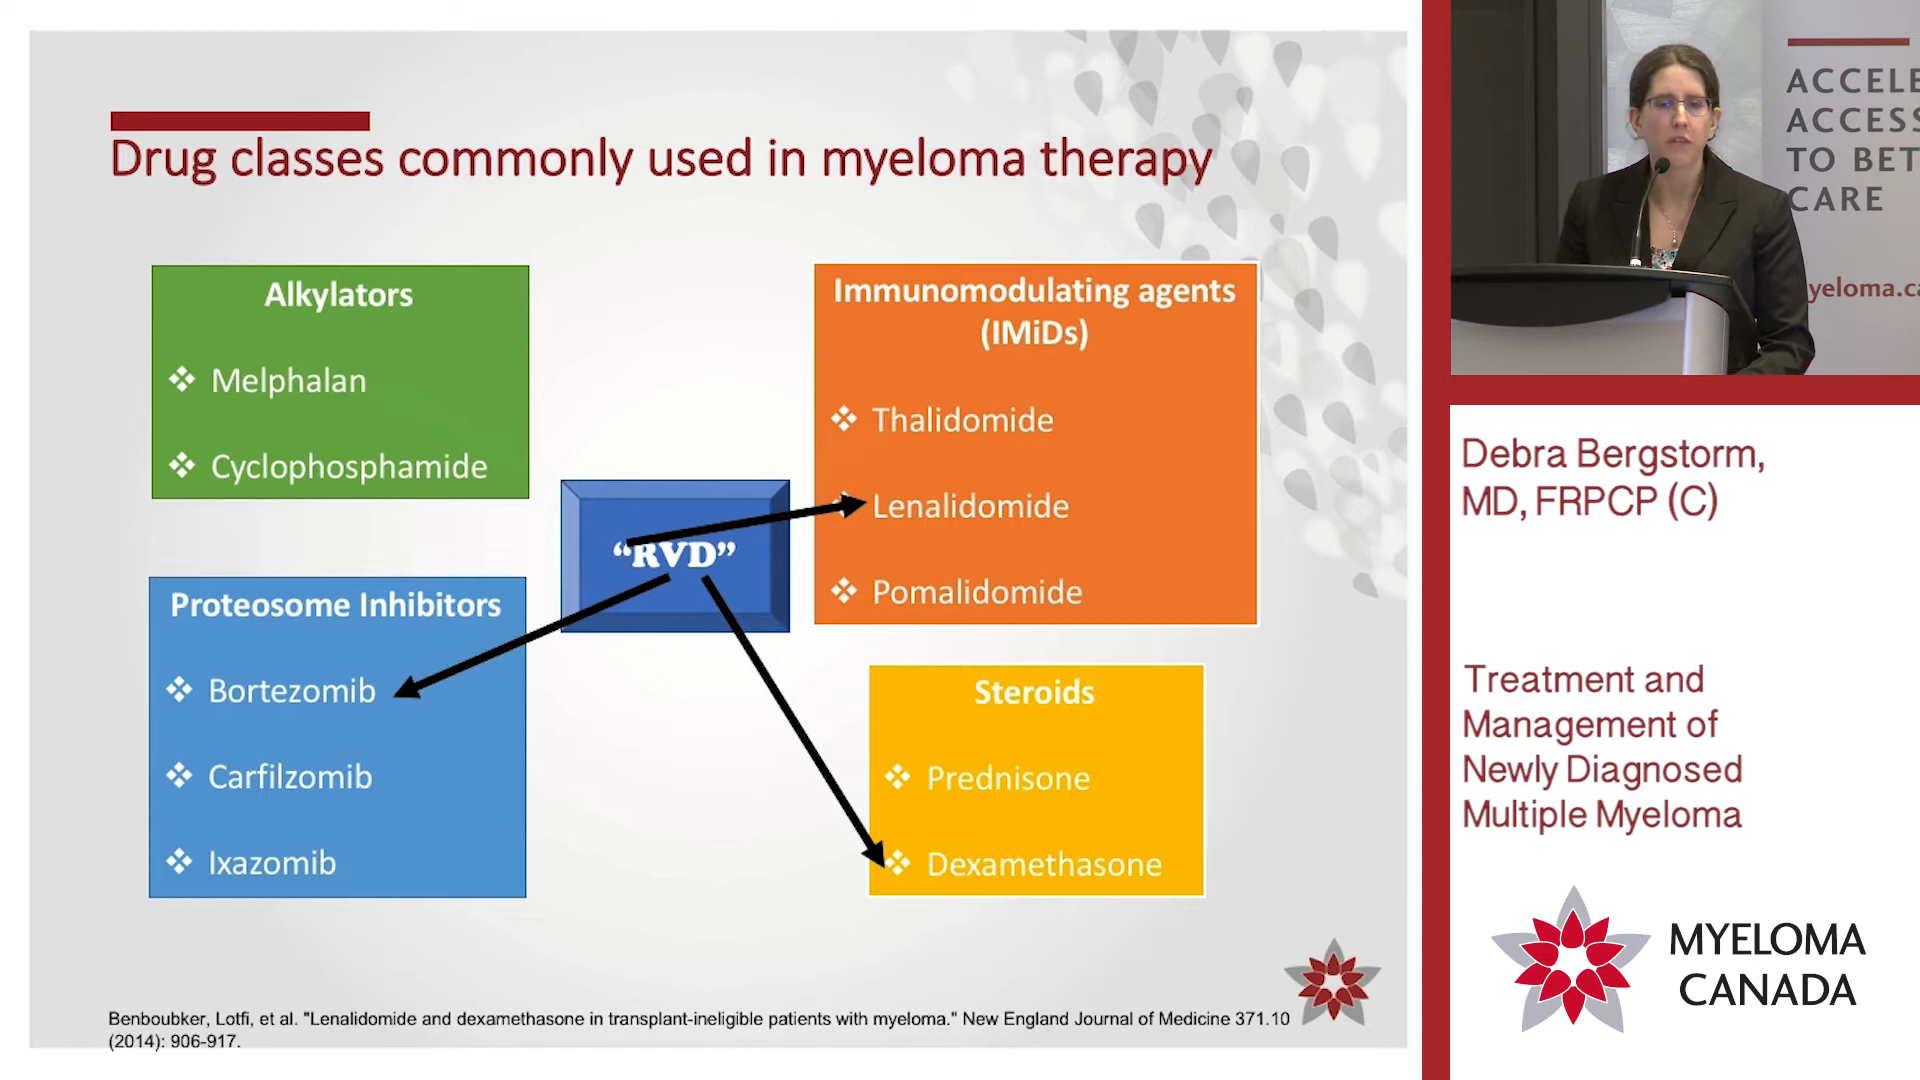 Drug classes commonly used in myeloma therapy
Alkylators
❖ Melphalan
❖ Cyclophosphamide
Immunomodulating agents
(IMiDs)
❖ Thalidomide
❖ Lenalidomide
❖ Pomalidomide
“RVD”
Proteosome Inhibitors
❖ Bortezomib
❖ Carfilzomib
❖ Ixazomib
Steroids
❖ Prednisone
❖ Dexamethasone
Benboubker, Lotfi, et al. "Lenalidomide and dexamethasone in transplant-ineligible patients with myeloma." New England Journal of Medicine 371.10
(2014): 906-917.
ACCELE
ACCESS
TO BET
CARE
yeloma.ca
Debra Bergstorm,
MD, FRPCP (C)
Treatment and
Management of
Newly Diagnosed
Multiple Myeloma
MYELOMA
CANADA